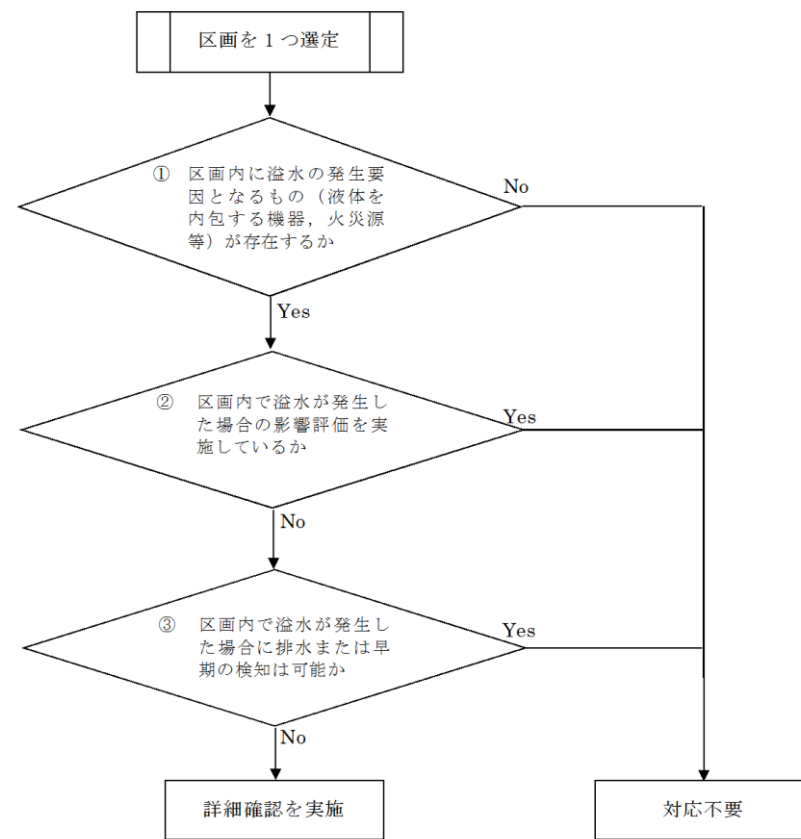 区画を1つ選定
① 区画内に溢水の発生要
因となるもの（液体を
内包する機器，火災源
等）が存在するか
No
Yes
② 区画内で溢水が発生し
た場合の影響評価を実
施しているか
Yes
No
③ 区画内で溢水が発生し
た場合に排水または早
期の検知は可能か
Yes
No
詳細確認を実施
対応不要